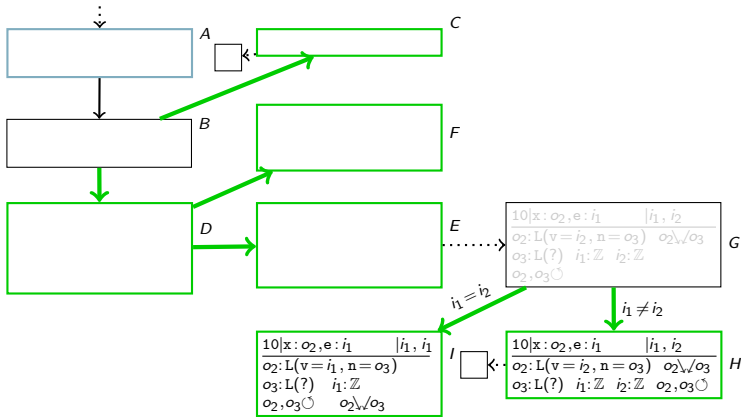 A
C
B
F
D
E
G
10|x:o₂,e:i₁ |i₁, i₂
o₂:L(v=i₂, n=o₃) o₂\\/o₃
o₃:L(?) i₁:ℤ i₂:ℤ
o₂,o₃↺
i₁=i₂
i₁≠i₂
I
10|x:o₂,e:i₁ |i₁, i₁
o₂:L(v=i₁, n=o₃)
o₃:L(?) i₁:ℤ
o₂,o₃↺ o₂\\/o₃
H
10|x:o₂,e:i₁ |i₁, i₂
o₂:L(v=i₂, n=o₃) o₂\\/o₃
o₃:L(?) i₁:ℤ i₂:ℤ o₂,o₃↺